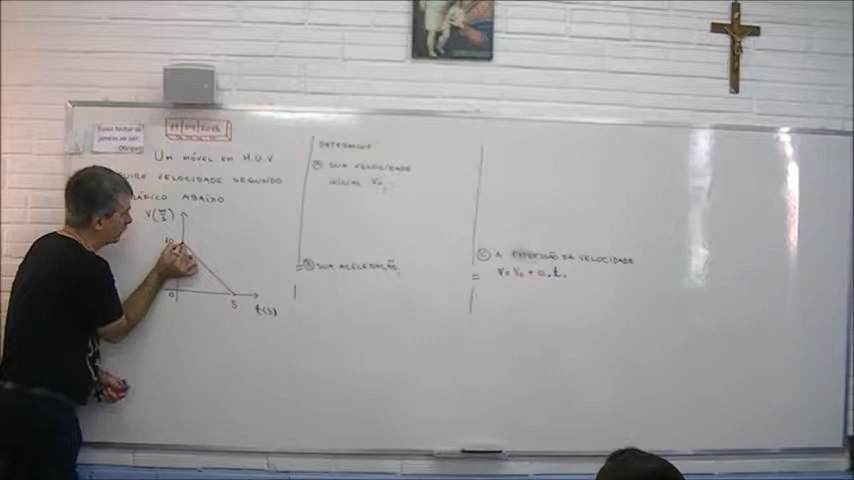 UM MÓVEL EM M.U.V
VELOCIDADE SEGUNDO
ABAIXO
V(m/s)
10
0
5
t(s)
DETERMINE:
A SUA VELOCIDADE
INICIAL V₀;
B SUA ACELERAÇÃO;
C A EXPRESSÃO DA VELOCIDADE
V=V₀+a.t.